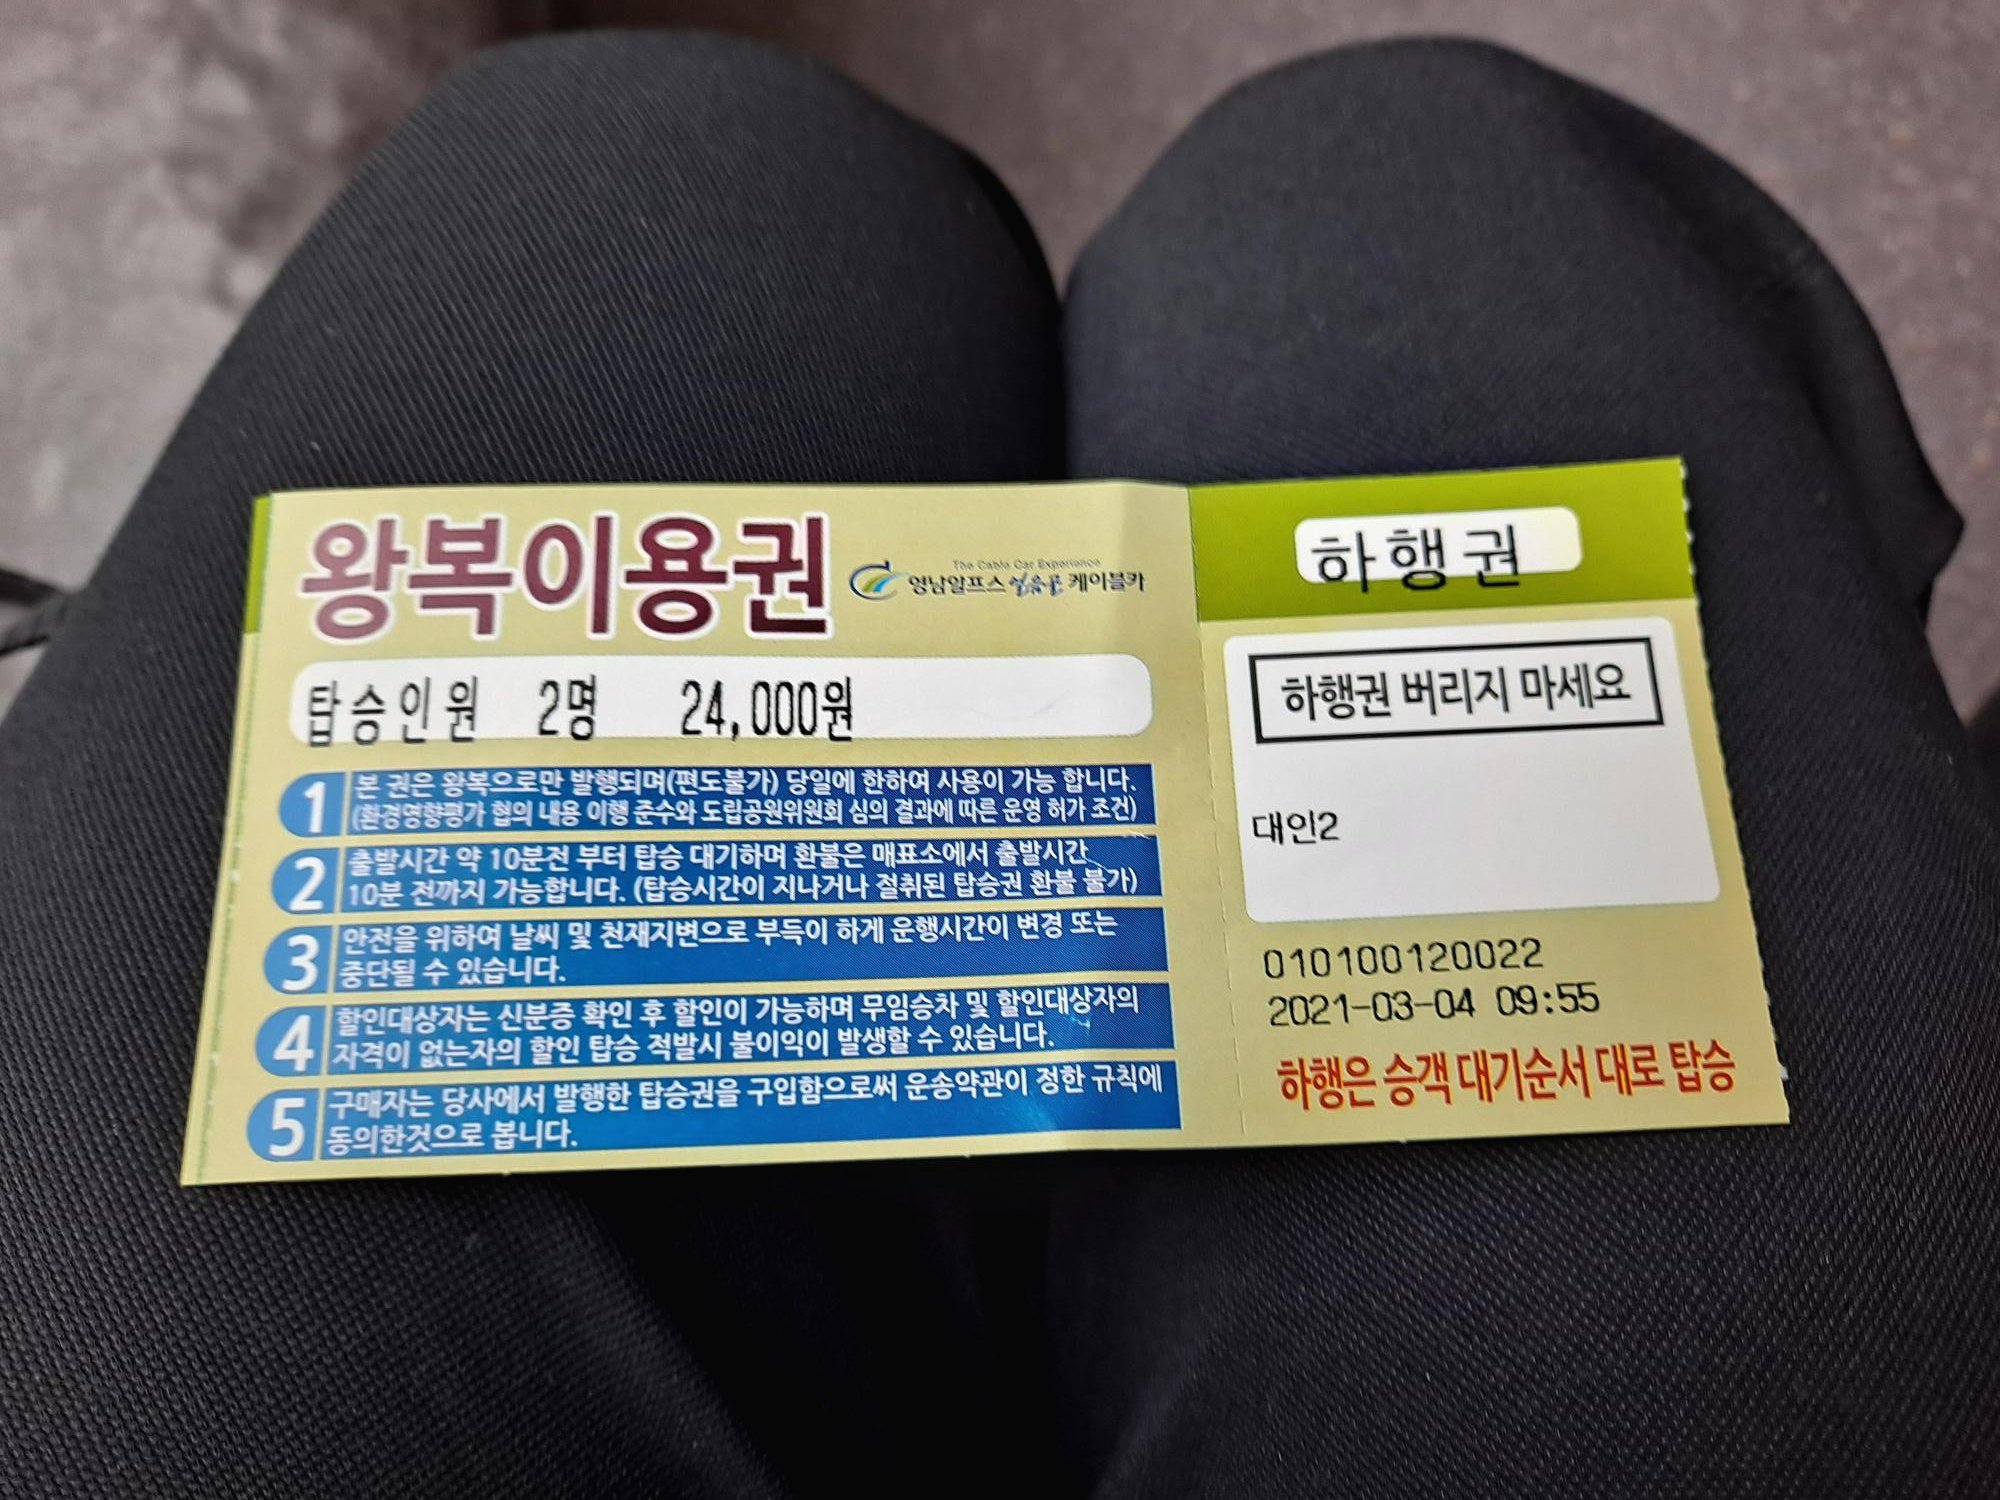 왕복이용권
The Cable Car Experience
영남알프스 얼음골 케이블카
탑승인원 2명 24,000원
1 본 권은 왕복으로만 발행되며(편도불가) 당일에 한하여 사용이 가능 합니다.
(환경영향평가 협의 내용 이행 준수와 도립공원위원회 심의 결과에 따른 운영 허가 조건)
2 출발시간 약 10분전 부터 탑승 대기하며 환불은 매표소에서 출발시간
10분 전까지 가능합니다. (탑승시간이 지나거나 절취된 탑승권 환불 불가)
3 안전을 위하여 날씨 및 천재지변으로 부득이 하게 운행시간이 변경 또는
중단될 수 있습니다.
4 할인대상자는 신분증 확인 후 할인이 가능하며 무임승차 및 할인대상자의
자격이 없는자의 할인 탑승 적발시 불이익이 발생할 수 있습니다.
5 구매자는 당사에서 발행한 탑승권을 구입함으로써 운송약관이 정한 규칙에
동의한것으로 봅니다.
하행권
하행권 버리지 마세요
대인2
010100120022
2021-03-04 09:55
하행은 승객 대기순서 대로 탑승